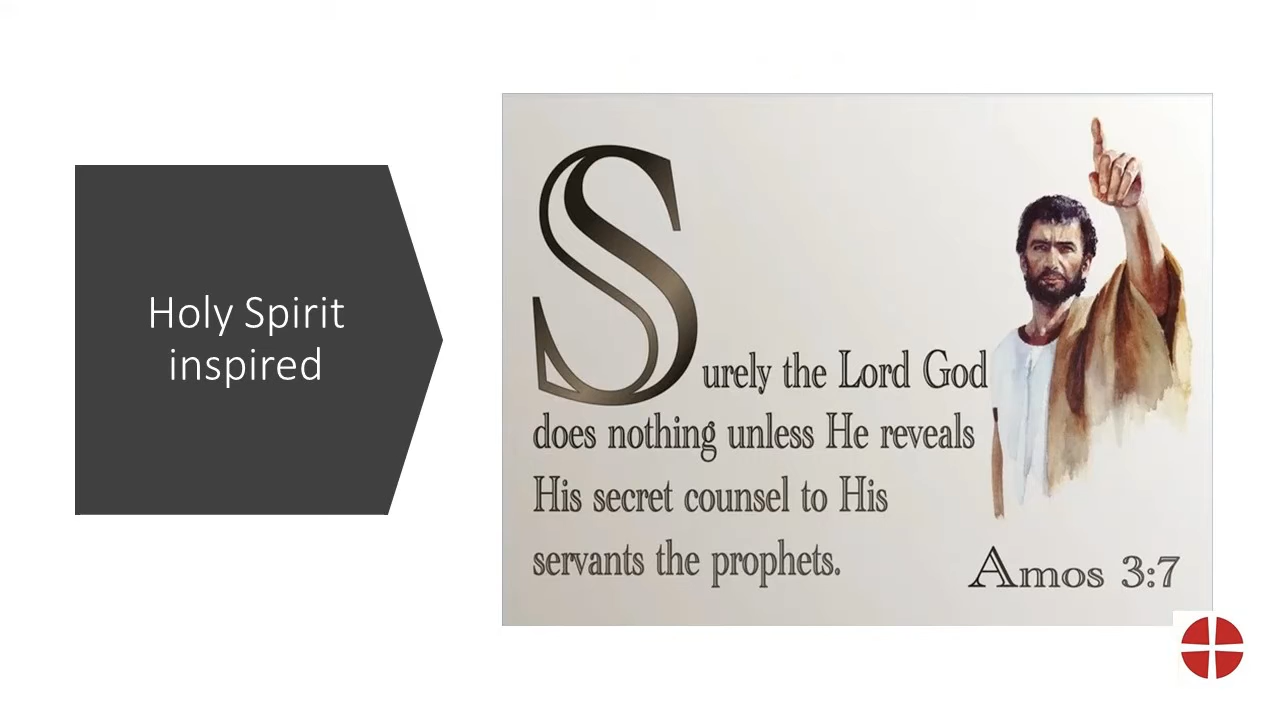 Holy Spirit
inspired
Surely the Lord God
does nothing unless He reveals
His secret counsel to His
servants the prophets.
Amos 3:7